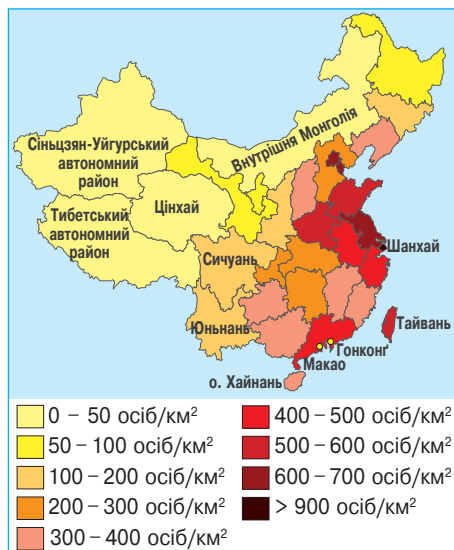 Сіньцзян-Уйгурський
автономний
район
Внутрішня Монголія
Тибетський
автономний
район
Цінхай
Шанхай
Сичуань
Юньнань
Тайвань
Гонконг
Макао
о. Хайнань
0 – 50 осіб/км²
50 – 100 осіб/км²
100 – 200 осіб/км²
200 – 300 осіб/км²
300 – 400 осіб/км²
400 – 500 осіб/км²
500 – 600 осіб/км²
600 – 700 осіб/км²
> 900 осіб/км²